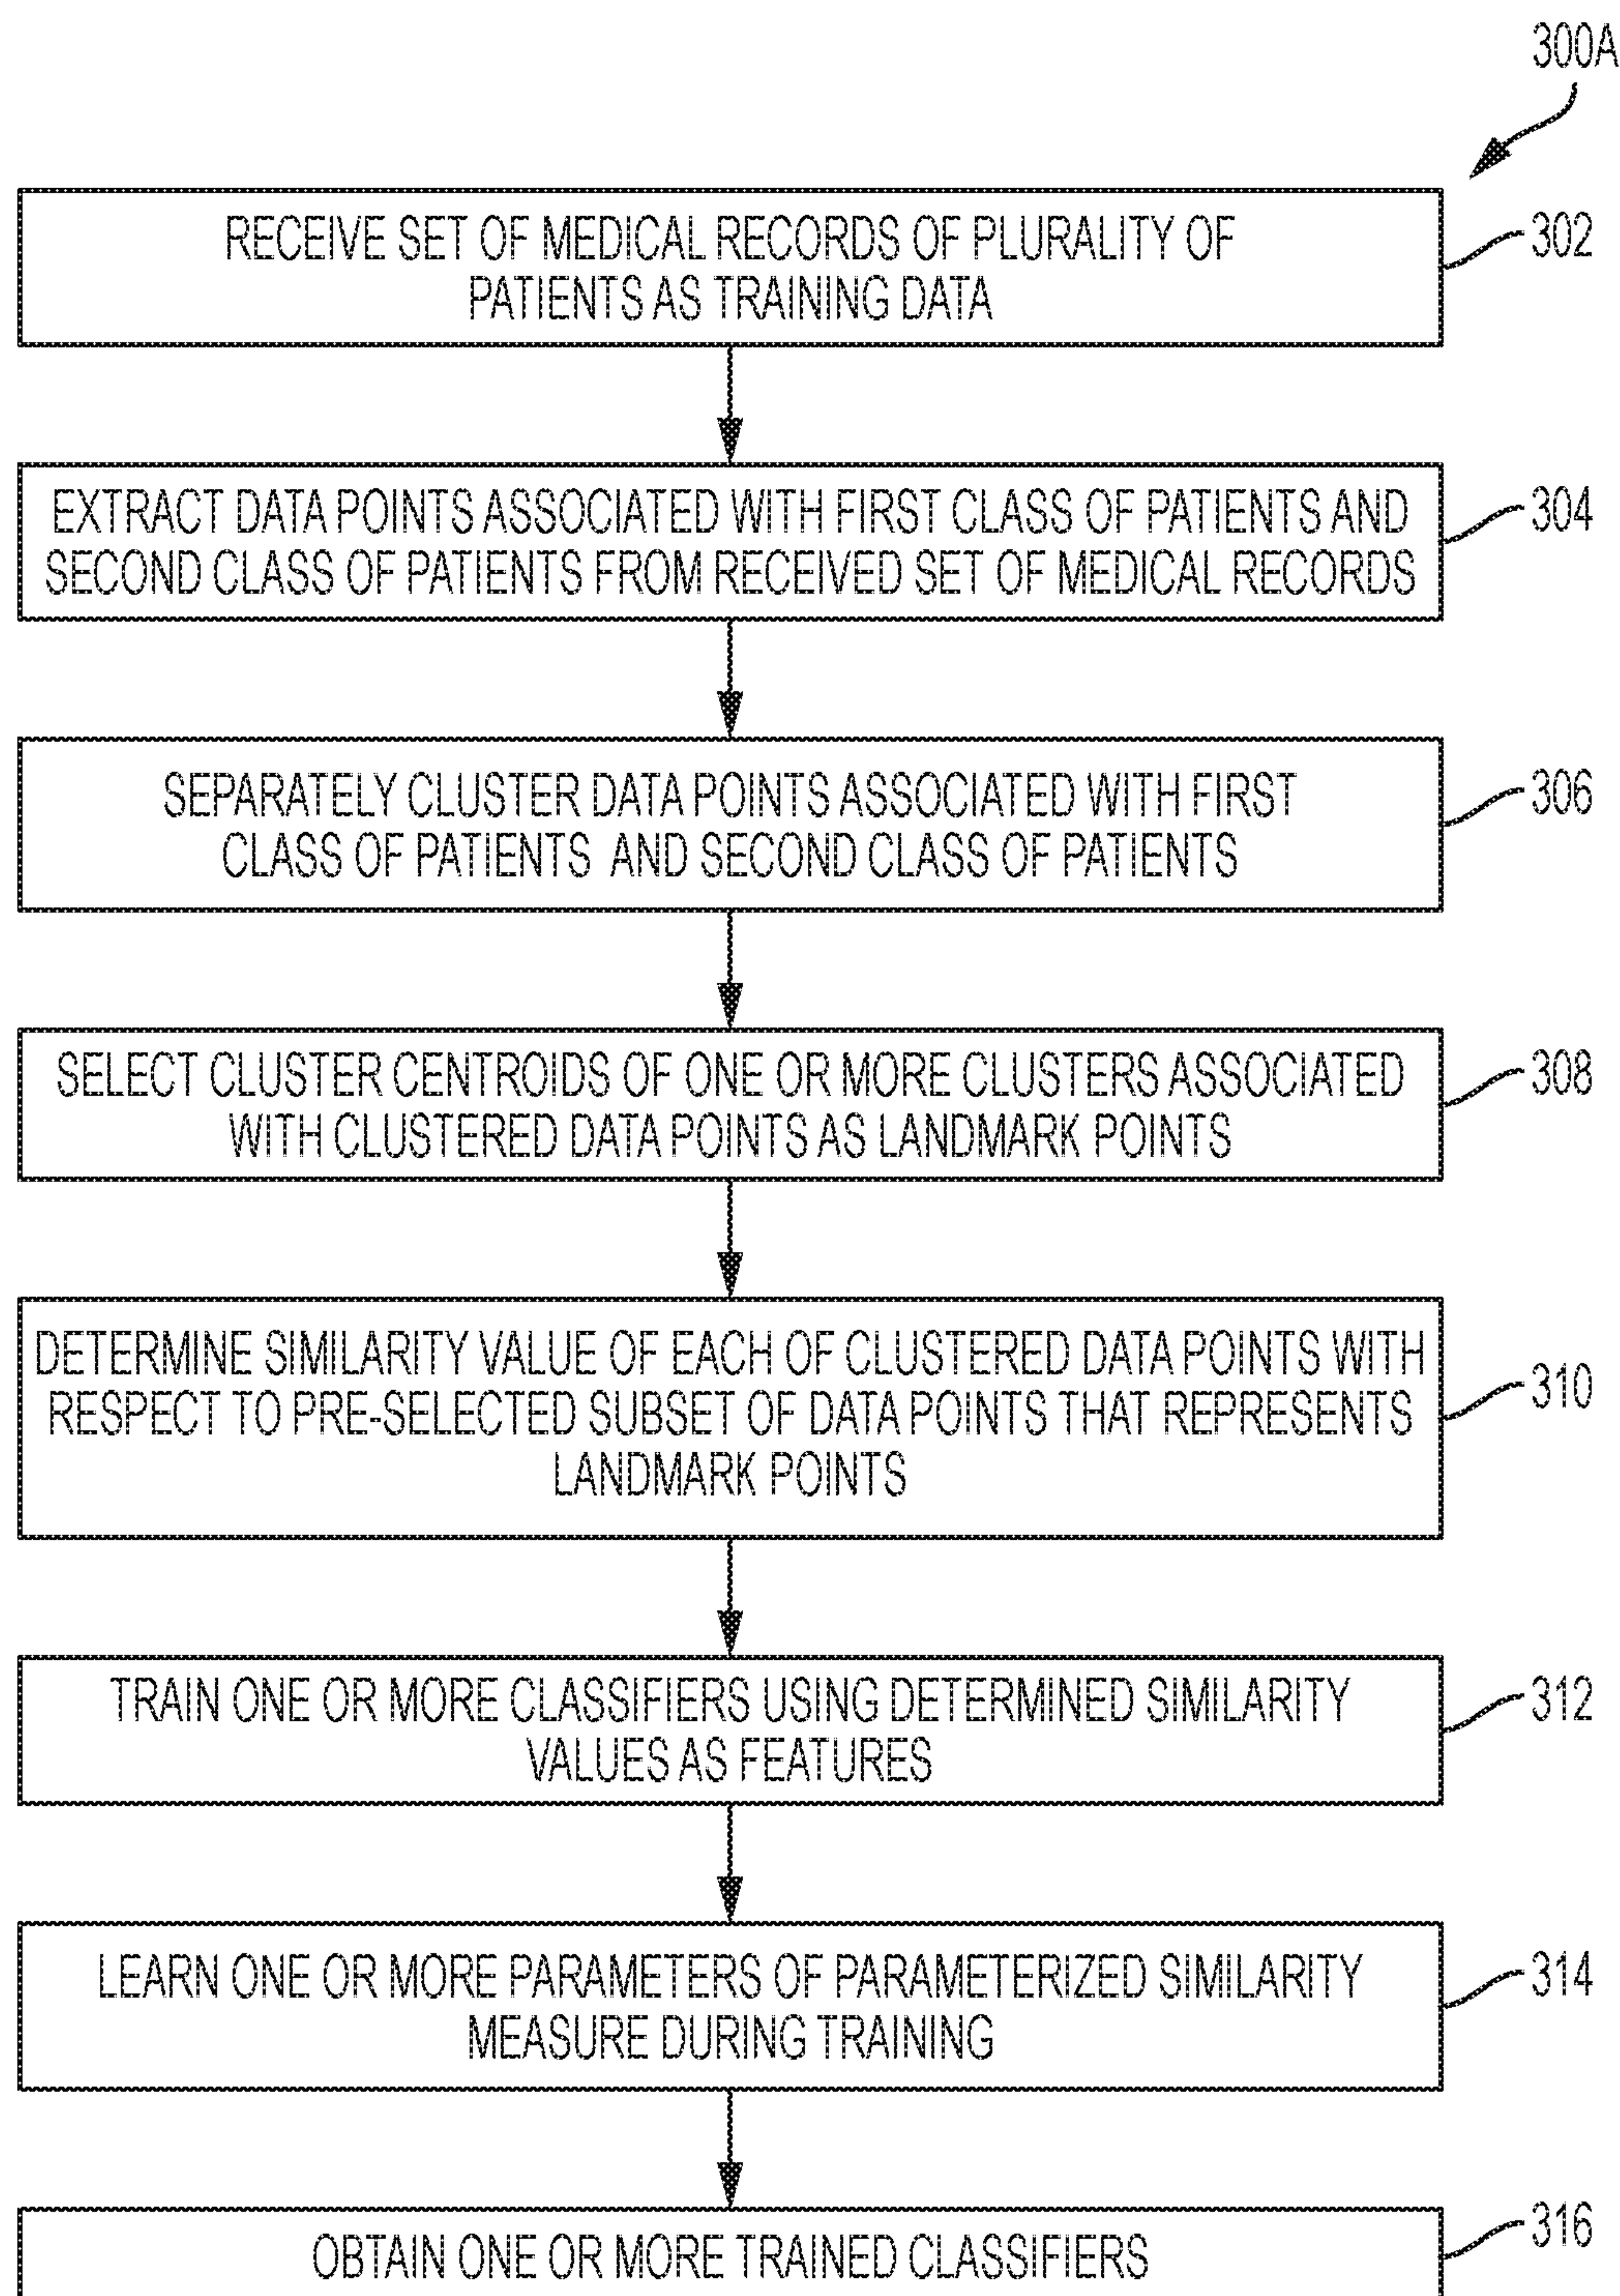 300A
RECEIVE SET OF MEDICAL RECORDS OF PLURALITY OF
PATIENTS AS TRAINING DATA
302
EXTRACT DATA POINTS ASSOCIATED WITH FIRST CLASS OF PATIENTS AND
SECOND CLASS OF PATIENTS FROM RECEIVED SET OF MEDICAL RECORDS
304
SEPARATELY CLUSTER DATA POINTS ASSOCIATED WITH FIRST
CLASS OF PATIENTS AND SECOND CLASS OF PATIENTS
306
SELECT CLUSTER CENTROIDS OF ONE OR MORE CLUSTERS ASSOCIATED
WITH CLUSTERED DATA POINTS AS LANDMARK POINTS
308
DETERMINE SIMILARITY VALUE OF EACH OF CLUSTERED DATA POINTS WITH
RESPECT TO PRE-SELECTED SUBSET OF DATA POINTS THAT REPRESENTS
LANDMARK POINTS
310
TRAIN ONE OR MORE CLASSIFIERS USING DETERMINED SIMILARITY
VALUES AS FEATURES
312
LEARN ONE OR MORE PARAMETERS OF PARAMETERIZED SIMILARITY
MEASURE DURING TRAINING
314
OBTAIN ONE OR MORE TRAINED CLASSIFIERS
316